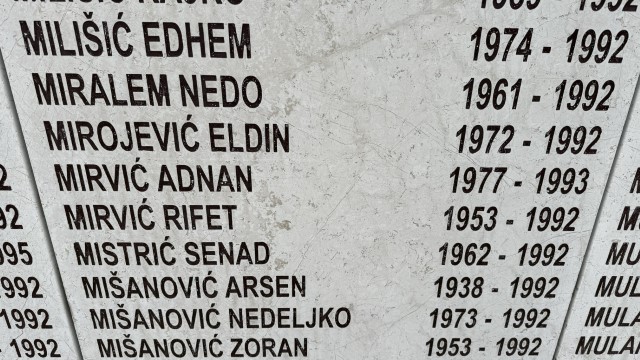 1992
MILIŠIĆ EDHEM 1974 - 1992
MIRALEM NEDO 1961 - 1992
MIROJEVIĆ ELDIN 1972 - 1992
MIRVIĆ ADNAN 1977 - 1993
MIRVIĆ RIFET 1953 - 1992
MISTRIĆ SENAD 1962 - 1992
MIŠANOVIĆ ARSEN 1938 - 1992
MIŠANOVIĆ NEDELJKO 1973 - 1992
MIŠANOVIĆ ZORAN 1953 - 1992